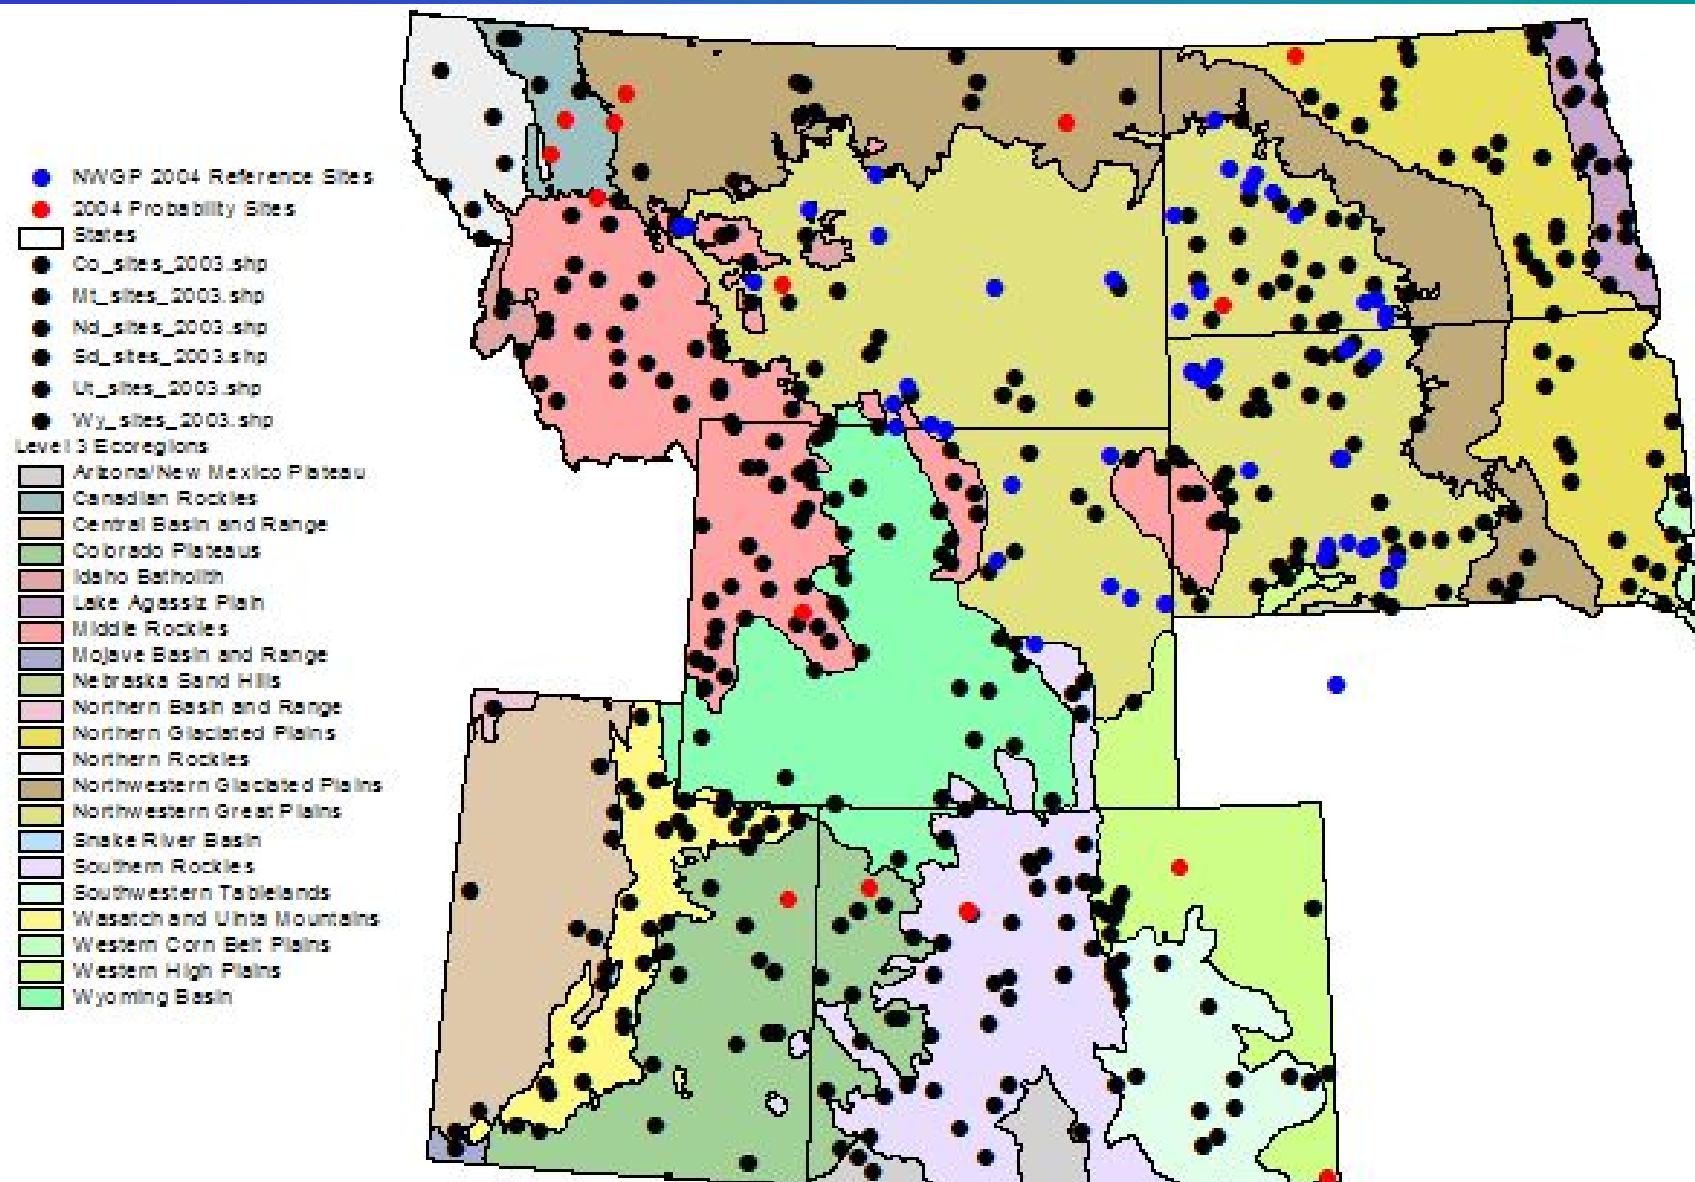 NWGP 2004 Reference Sites
2004 Probability Sites
States
Co_sites_2003.shp
Mt_sites_2003.shp
Nd_sites_2003.shp
Sd_sites_2003.shp
Ut_sites_2003.shp
Wy_sites_2003.shp
Level 3 Ecoregions
Arizona/New Mexico Plateau
Canadian Rockies
Central Basin and Range
Colorado Plateaus
Idaho Batholith
Lake Agassiz Plain
Middle Rockies
Mojave Basin and Range
Nebraska Sand Hills
Northern Basin and Range
Northern Glaciated Plains
Northern Rockies
Northwestern Glaciated Plains
Northwestern Great Plains
Snake River Basin
Southern Rockies
Southwestern Tablelands
Wasatch and Uinta Mountains
Western Corn Belt Plains
Western High Plains
Wyoming Basin